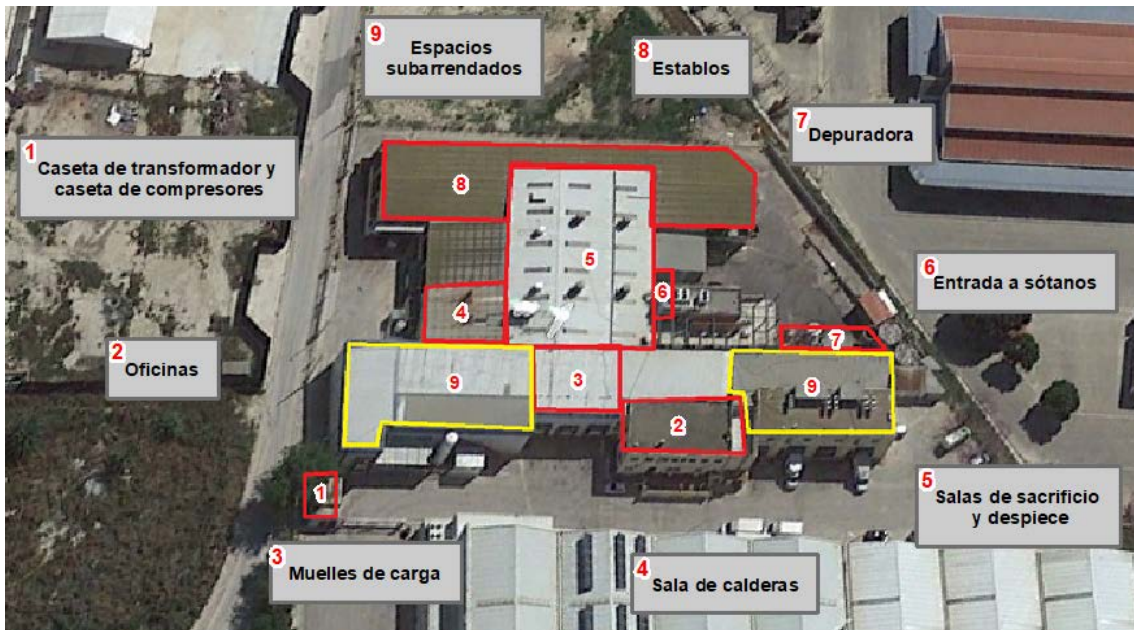 9
Espacios
subarrendados
8
Establos
7
Depuradora
1
Caseta de transformador y
caseta de compresores
8
5
6
4
6
Entrada a sótanos
7
2
Oficinas
9
3
9
2
1
5
Salas de sacrificio
y despiece
3
Muelles de carga
4
Sala de calderas